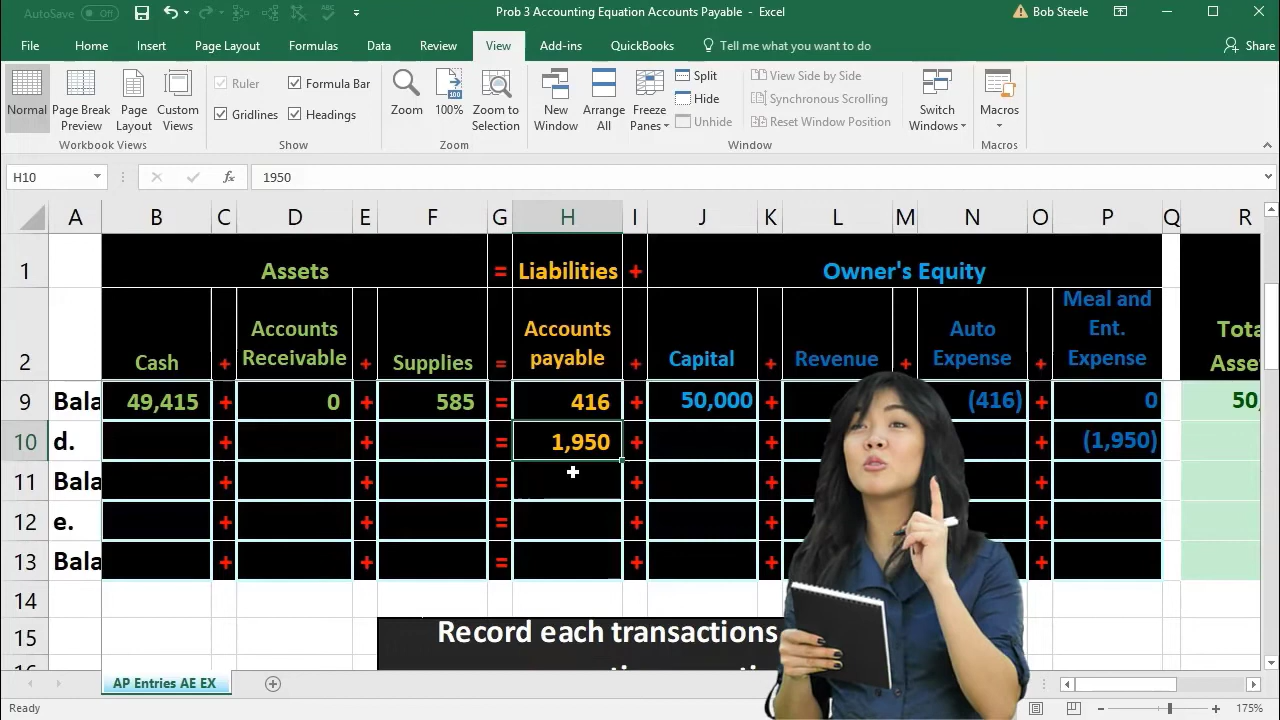 AutoSave Off
Prob 3 Accounting Equation Accounts Payable - Excel
Bob Steele
File Home Insert Page Layout Formulas Data Review View Add-ins QuickBooks Tell me what you want to do Share
Normal
Page Break Preview
Page Layout
Custom Views
Workbook Views
Ruler
Formula Bar
Gridlines
Headings
Show
Zoom
100%
Zoom to Selection
Zoom
New Window
Arrange All
Freeze Panes
Split
Hide
Unhide
View Side by Side
Synchronous Scrolling
Reset Window Position
Window
Switch Windows
Macros
Macros
H10 fx 1950
A B C D E F G H I J K L M N O P Q R
1 Assets = Liabilities + Owner's Equity
Meal and
Accounts Accounts Auto Ent. Tota
2 Cash + Receivable + Supplies = payable + Capital + Revenue + Expense + Expense Asse
9 Bala 49,415 + 0 + 585 = 416 + 50,000 + (416) + 0 50,
10 d. + + = 1,950 + + + (1,950)
11 Bala + + = + + +
12 e. + + = + + +
13 Bala + + = + + +
14
15 Record each transactions
AP Entries AE EX
Ready
175%